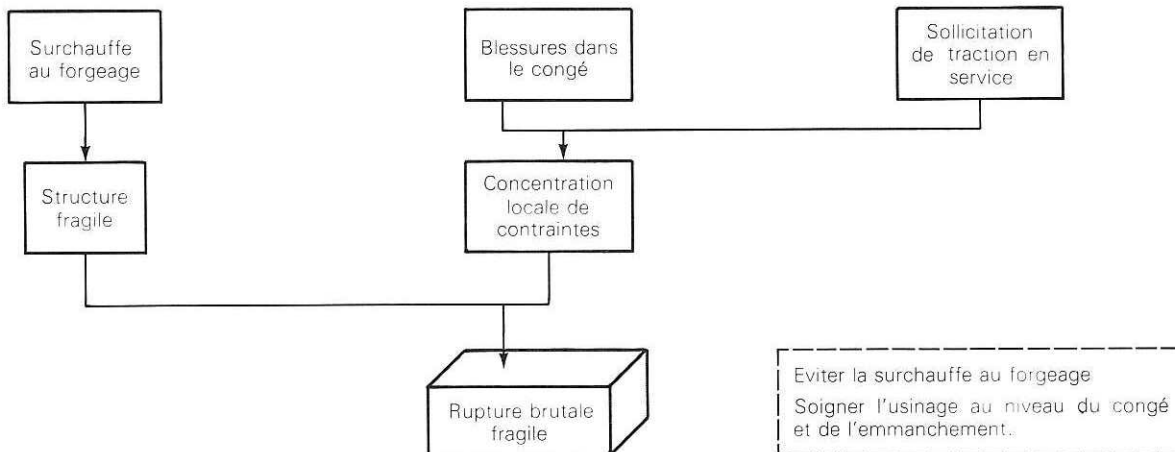 Surchauffe
au forgeage
Blessures dans
le congé
Sollicitation
de traction en
service
Structure
fragile
Concentration
locale de
contraintes
Rupture brutale
fragile
Eviter la surchauffe au forgeage
Soigner l'usinage au niveau du congé
et de l'emmanchement.